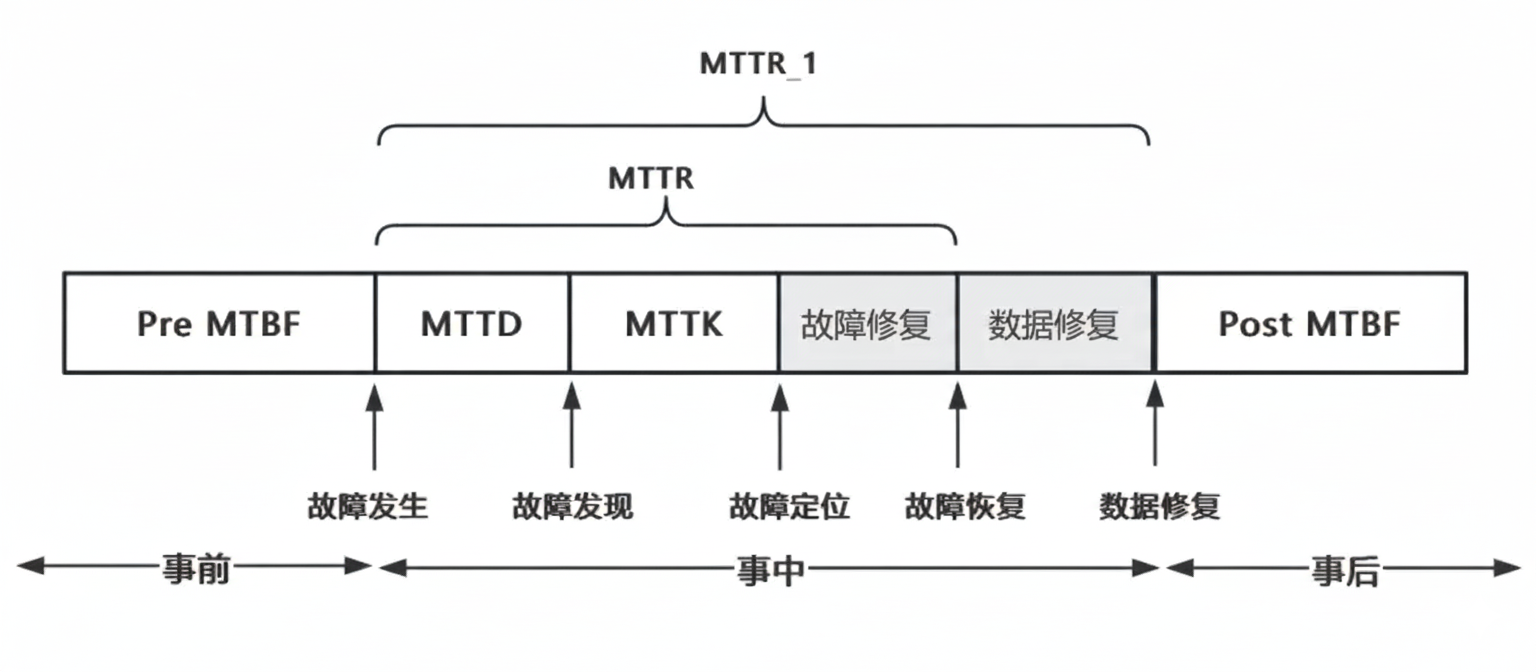 MTTR_1
MTTR
Pre MTBF
MTTD
MTTK
故障修复
数据修复
Post MTBF
故障发生
故障发现
故障定位
故障恢复
数据修复
事前
事中
事后